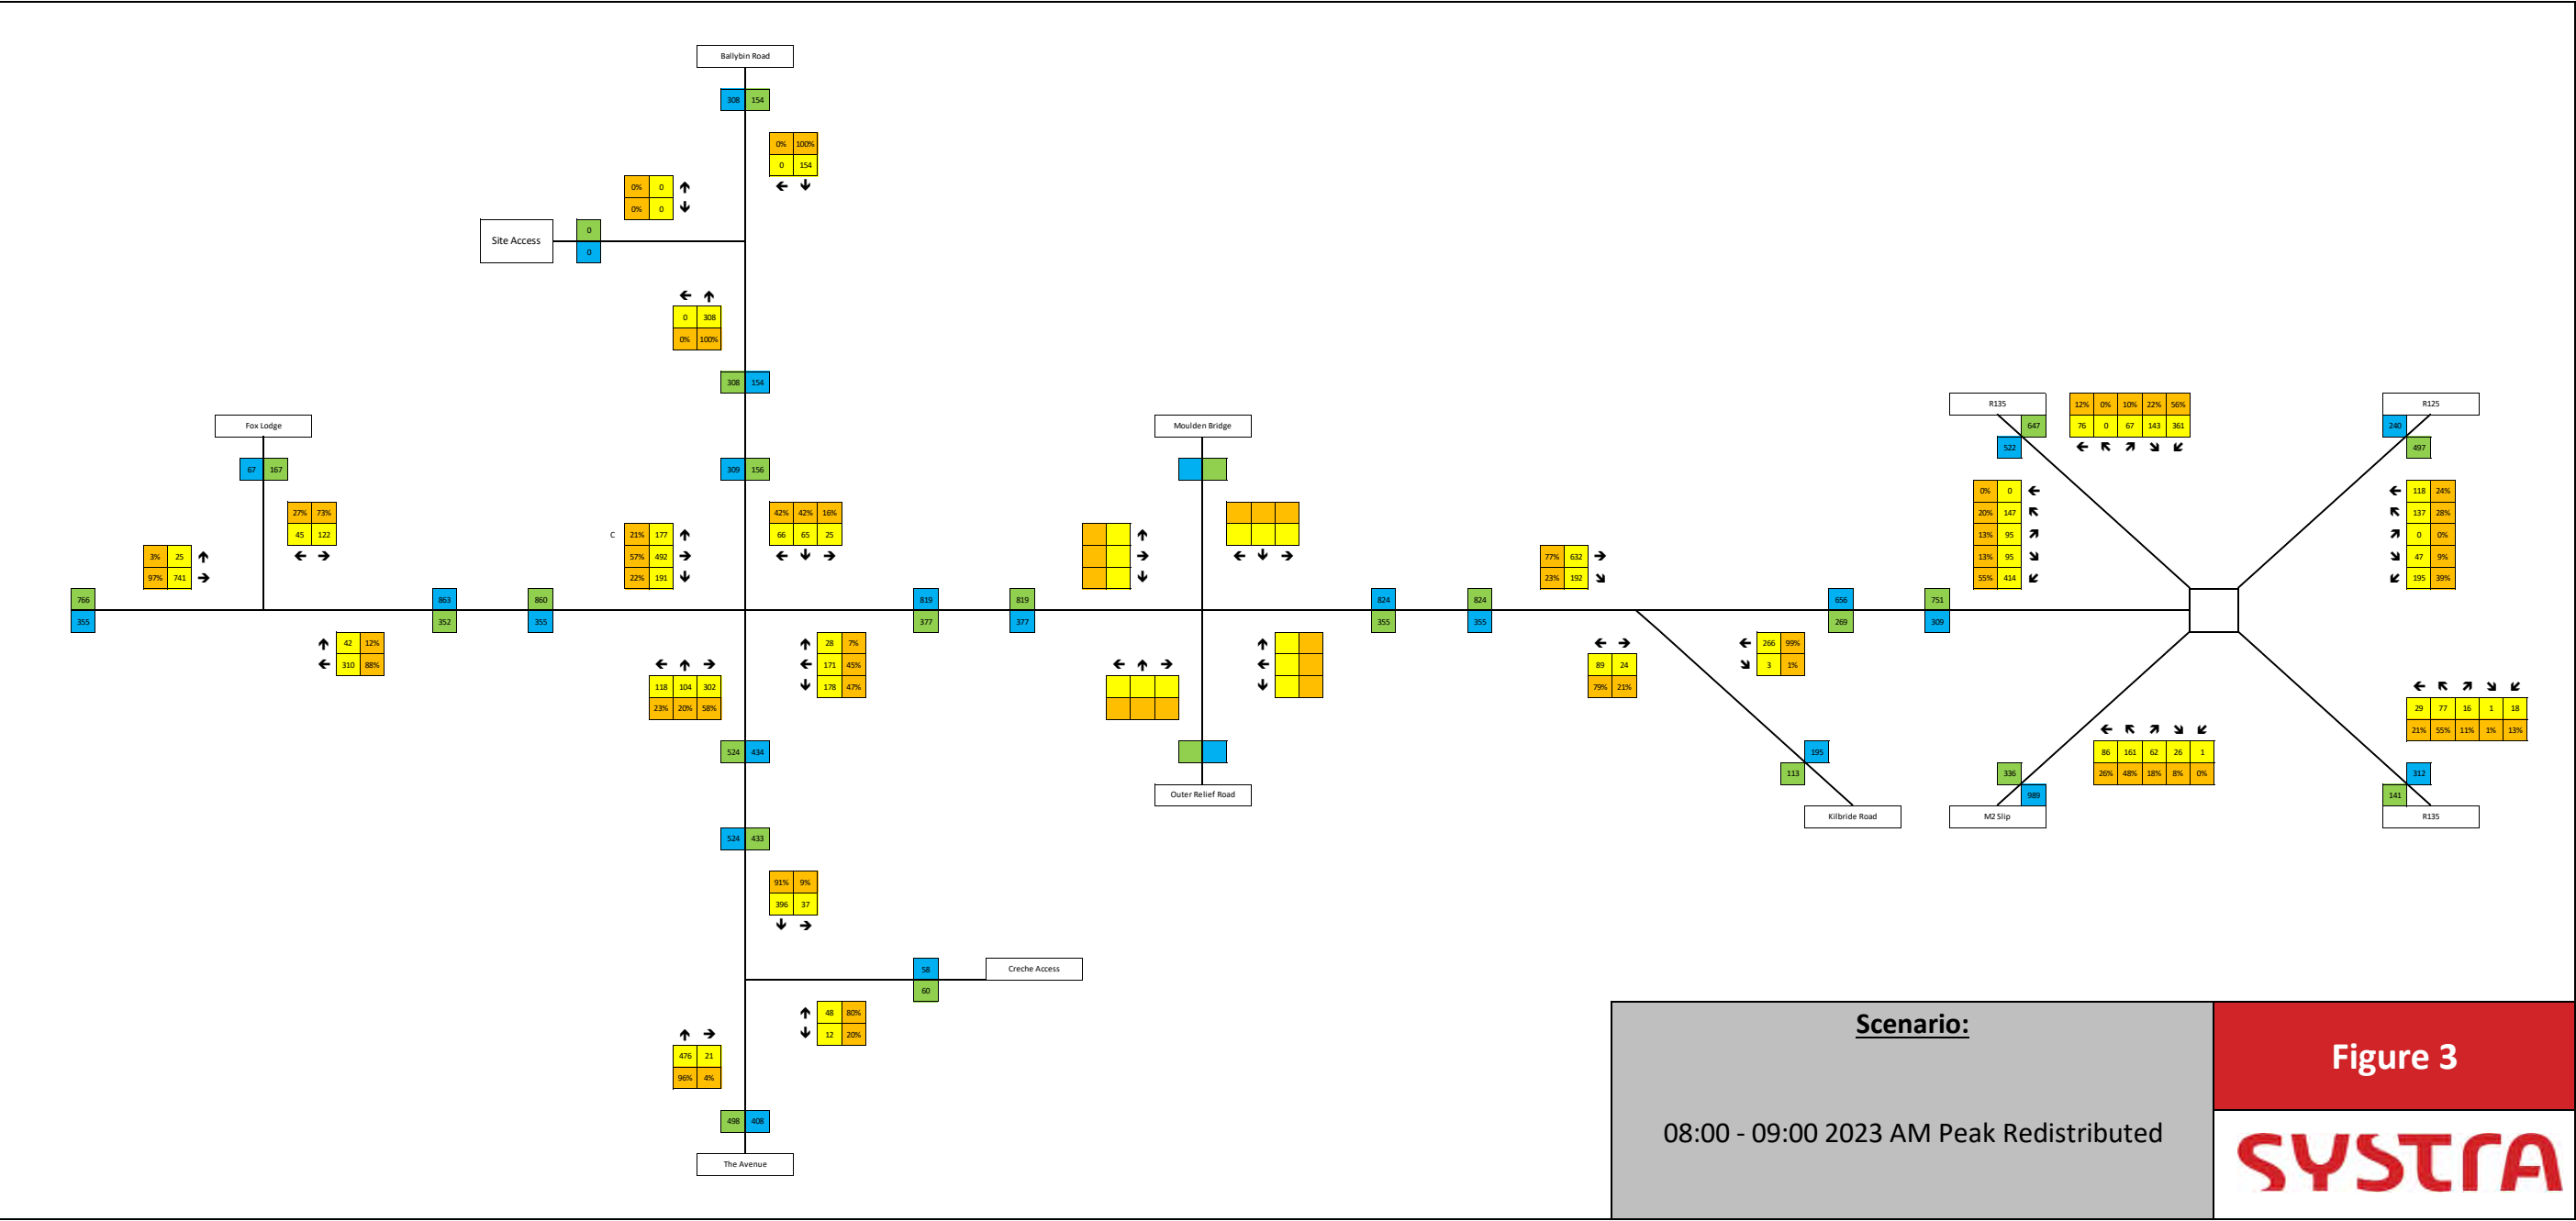 Ballybin Road
308 154
0% 100%
0 154
← ↓
0% 0 ↑
0% 0 ↓
Site Access
0
0
← ↑
0 308
0% 100%
308 154
Fox Lodge
67 167
27% 73%
45 122
← →
3% 25 ↑
97% 741 →
766
355
↑ 42 12%
← 310 88%
863
352
860
355
309 156
C 21% 177 ↑
57% 492 →
22% 191 ↓
42% 42% 16%
66 65 25
← ↓ →
← ↑ →
118 104 302
23% 20% 58%
↑ 28 7%
← 171 45%
↓ 178 47%
819
377
819
377
Moulden Bridge
↑
→
↓
← ↓ →
← ↑ →
↑
←
↓
Outer Relief Road
824
355
824
355
77% 632 →
23% 192 ↘
← →
89 24
79% 21%
← 266 99%
↘ 3 1%
656
269
751
309
195
113
Kilbride Road
R135
647
522
12% 0% 10% 22% 56%
76 0 67 143 361
← ↖ ↗ ↘ ↙
0% 0 ←
20% 147 ↖
13% 95 ↗
13% 95 ↘
55% 414 ↙
R125
240
497
← 118 24%
↖ 137 28%
↗ 0 0%
↘ 47 9%
↙ 195 39%
← ↖ ↗ ↘ ↙
29 77 16 1 18
21% 55% 11% 1% 13%
← ↖ ↗ ↘ ↙
86 161 62 26 1
26% 48% 18% 8% 0%
336
989
M2 Slip
312
141
R135
524 434
524 433
91% 9%
396 37
↓ →
58
60
Creche Access
↑ 48 80%
↓ 12 20%
↑ →
476 21
96% 4%
498 408
The Avenue
Scenario:
08:00 - 09:00 2023 AM Peak Redistributed
Figure 3
SYSTRA